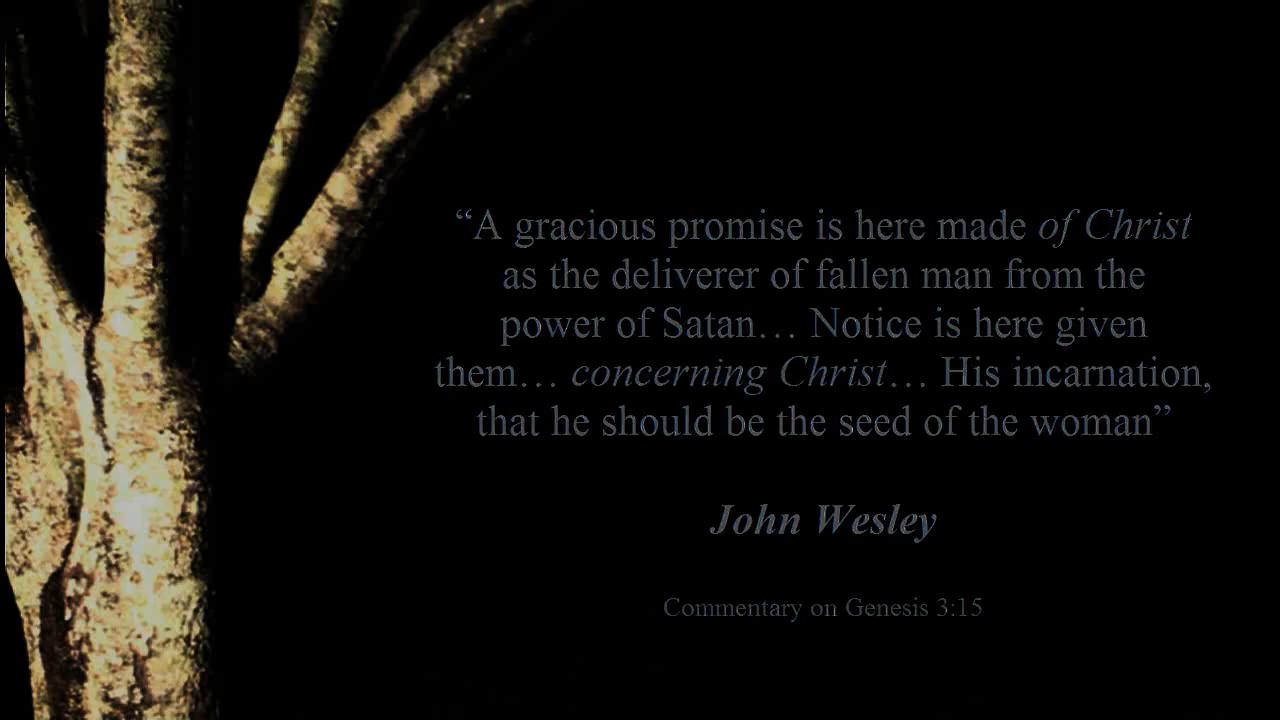 “A gracious promise is here made of Christ
as the deliverer of fallen man from the
power of Satan… Notice is here given
them… concerning Christ… His incarnation,
that he should be the seed of the woman”
John Wesley
Commentary on Genesis 3:15